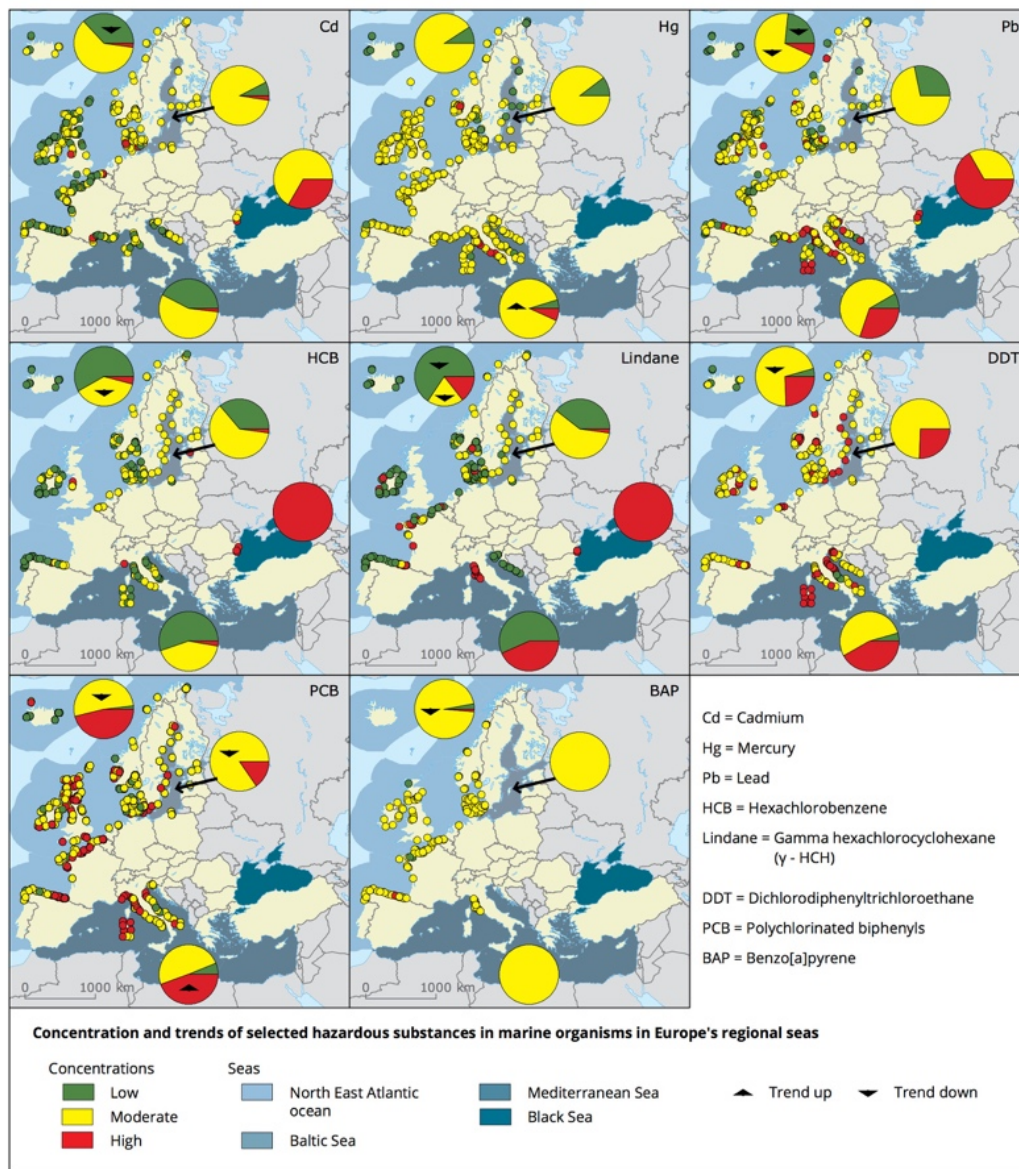 Cd
Hg
Pb
0 1000 km
0 1000 km
0 1000 km
HCB
Lindane
DDT
0 1000 km
0 1000 km
0 1000 km
PCB
BAP
0 1000 km
0 1000 km
Cd = Cadmium
Hg = Mercury
Pb = Lead
HCB = Hexachlorobenzene
Lindane = Gamma hexachlorocyclohexane
(γ - HCH)
DDT = Dichlorodiphenyltrichloroethane
PCB = Polychlorinated biphenyls
BAP = Benzo[a]pyrene
Concentration and trends of selected hazardous substances in marine organisms in Europe's regional seas
Concentrations
Low
Moderate
High
Seas
North East Atlantic
ocean
Baltic Sea
Mediterranean Sea
Black Sea
Trend up
Trend down